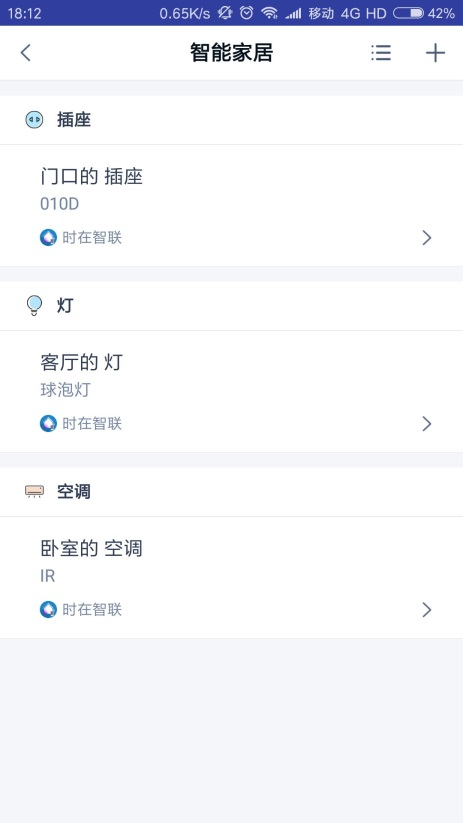 18:12 0.65K/s 移动 4G HD 42%
智能家居
插座
门口的 插座
010D
时在智联
灯
客厅的 灯
球泡灯
时在智联
空调
卧室的 空调
IR
时在智联